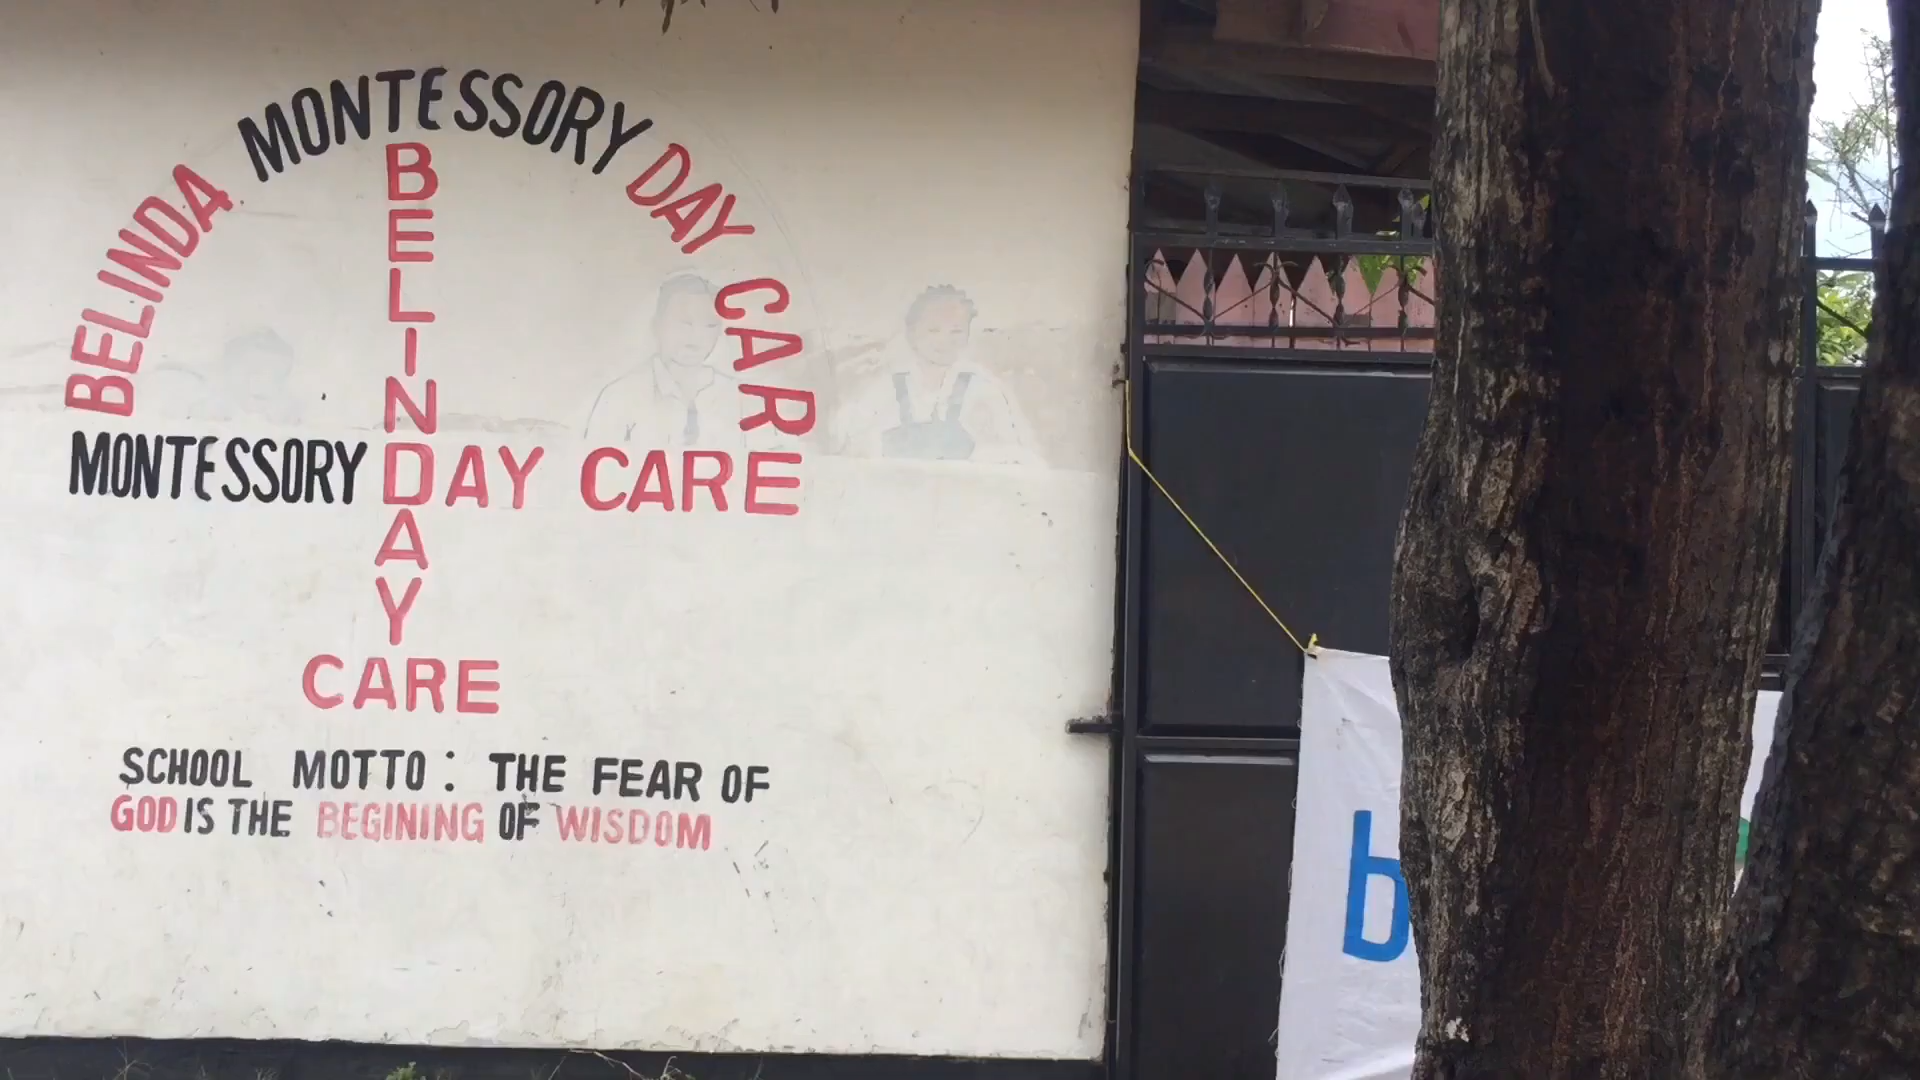 BELINDA MONTESSORY DAY CARE
BELINDAY
MONTESSORY DAY CARE
CARE
SCHOOL MOTTO: THE FEAR OF
GOD IS THE BEGINING OF WISDOM
b